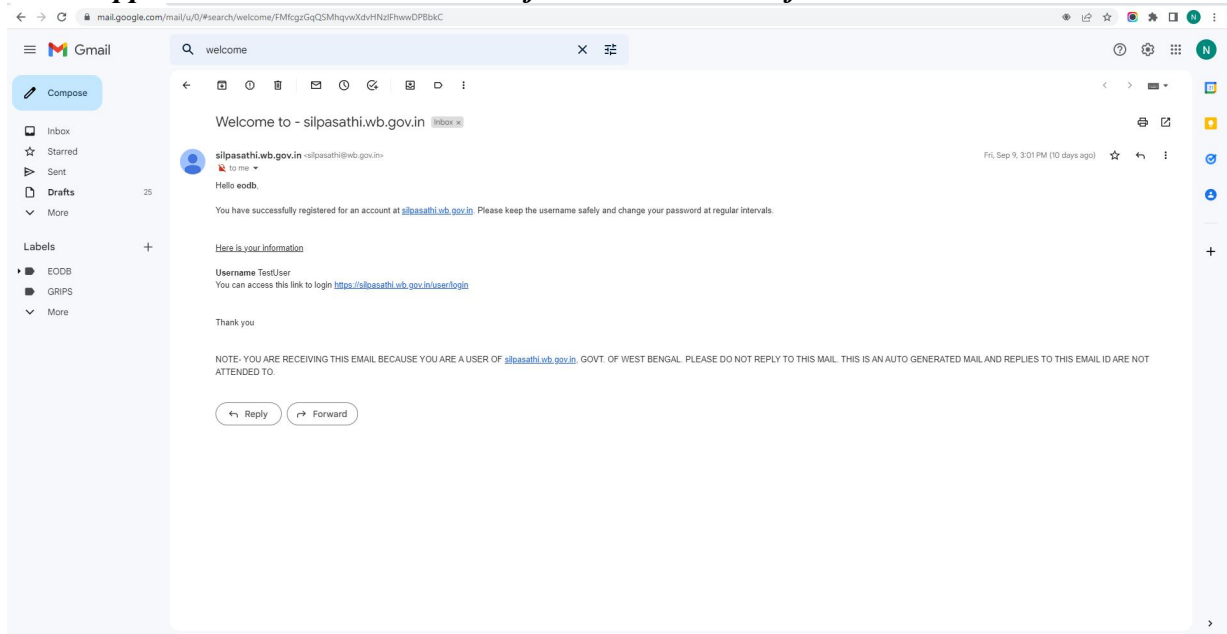 mail.google.com/mail/u/0/#search/welcome/FMfcgzGqQSMhqvwXdvHNzlFhwwDPBbkC
N
Gmail
welcome
N
Compose
Inbox
Starred
Sent
Drafts 25
More
Labels
EODB
GRIPS
More
Welcome to - silpasathi.wb.gov.in Inbox x
silpasathi.wb.gov.in <silpasathi@wb.gov.in>
Fri, Sep 9, 3:01 PM (10 days ago)
to me
Hello eodb,
You have successfully registered for an account at silpasathi.wb.gov.in. Please keep the username safely and change your password at regular intervals.
Here is your information
Username TestUser
You can access this link to login https://silpasathi.wb.gov.in/user/login
Thank you
NOTE- YOU ARE RECEIVING THIS EMAIL BECAUSE YOU ARE A USER OF silpasathi.wb.gov.in, GOVT. OF WEST BENGAL. PLEASE DO NOT REPLY TO THIS MAIL. THIS IS AN AUTO GENERATED MAIL AND REPLIES TO THIS EMAIL ID ARE NOT
ATTENDED TO.
Reply
Forward